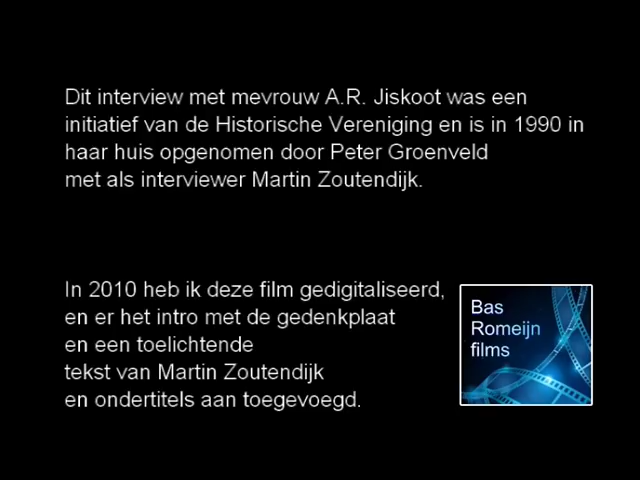 Dit interview met mevrouw A.R. Jiskoot was een
initiatief van de Historische Vereniging en is in 1990 in
haar huis opgenomen door Peter Groenveld
met als interviewer Martin Zoutendijk.
In 2010 heb ik deze film gedigitaliseerd,
en er het intro met de gedenkplaat
en een toelichtende
tekst van Martin Zoutendijk
en ondertitels aan toegevoegd.
Bas
Romeijn
films